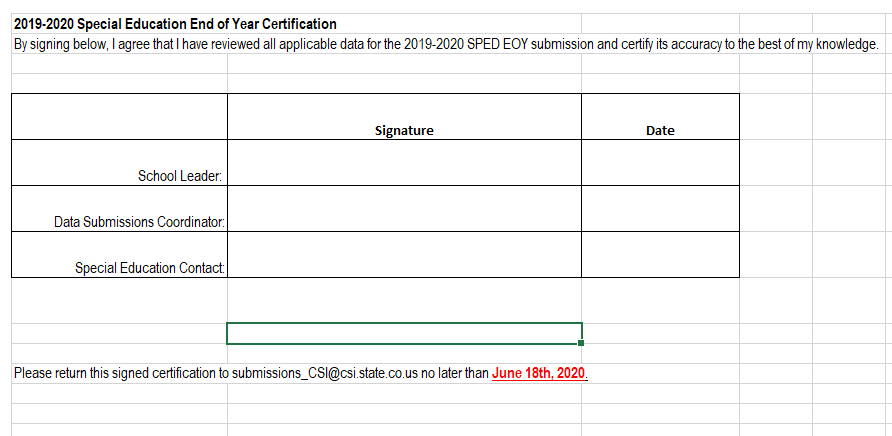 2019-2020 Special Education End of Year Certification
By signing below, I agree that I have reviewed all applicable data for the 2019-2020 SPED EOY submission and certify its accuracy to the best of my knowledge.
Signature Date
School Leader:
Data Submissions Coordinator:
Special Education Contact:
Please return this signed certification to submissions_CSI@csi.state.co.us no later than June 18th, 2020.